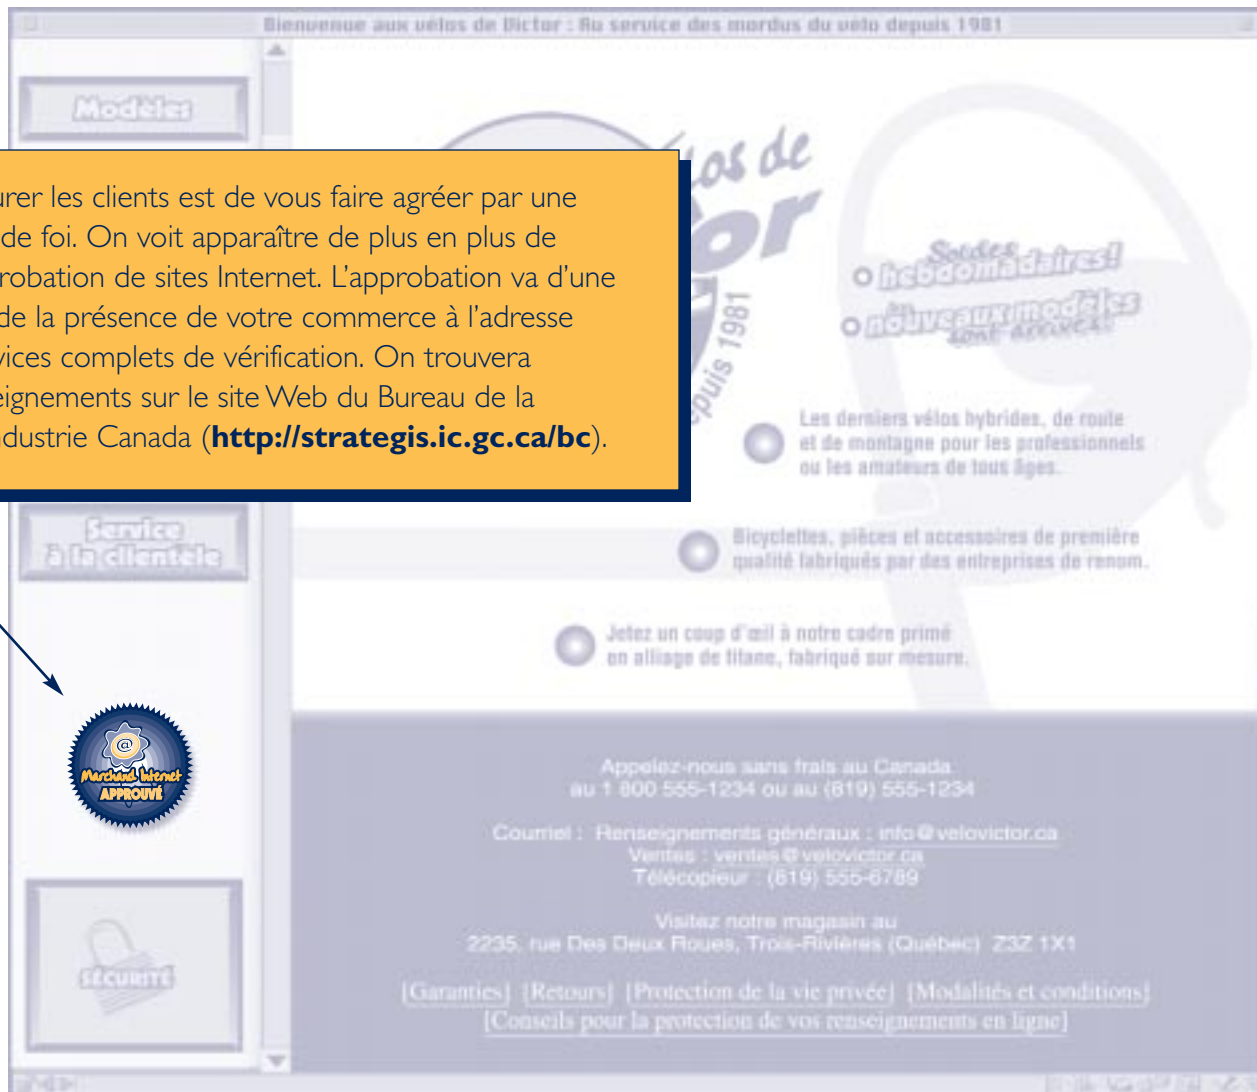 Bienvenue aux vélos de Victor : Au service des mordus du vélo depuis 1981
Modèles
urer les clients est de vous faire agréer par une
de foi. On voit apparaître de plus en plus de
robation de sites Internet. L’approbation va d’une
de la présence de votre commerce à l’adresse
vices complets de vérification. On trouvera
eignements sur le site Web du Bureau de la
ndustrie Canada (http://strategis.ic.gc.ca/bc).
los de
or
puis 1981
Soldes
hebdomadaires!
nouveaux modèles
sont arrivés!
Les derniers vélos hybrides, de route
et de montagne pour les professionnels
ou les amateurs de tous âges.
Service
à la clientèle
Bicyclettes, pièces et accessoires de première
qualité fabriqués par des entreprises de renom.
Jetez un coup d’œil à notre cadre primé
en alliage de titane, fabriqué sur mesure.
@
Marchand Internet
APPROUVÉ
Appelez-nous sans frais au Canada
au 1 800 555-1234 ou au (819) 555-1234
Courriel : Renseignements généraux : info@velovictor.ca
Ventes : ventes@velovictor.ca
Télécopieur : (819) 555-6789
Visitez notre magasin au
2235, rue Des Deux Roues, Trois-Rivières (Québec) Z3Z 1X1
SÉCURITÉ
[Garanties] [Retours] [Protection de la vie privée] [Modalités et conditions]
[Conseils pour la protection de vos renseignements en ligne]